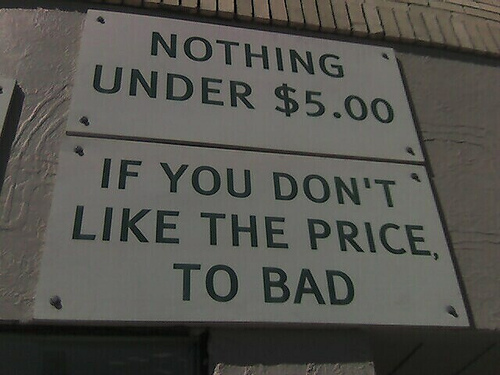 NOTHING
UNDER $5.00
IF YOU DON'T
LIKE THE PRICE,
TO BAD